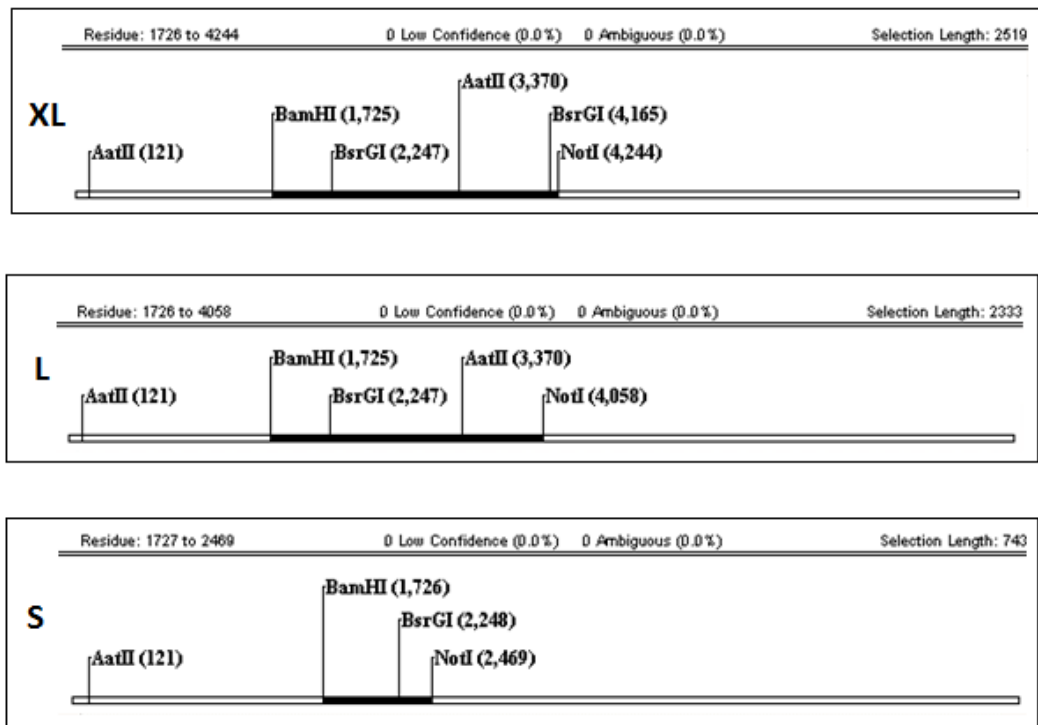 Residue: 1726 to 4244 0 Low Confidence (0.0%) 0 Ambiguous (0.0%) Selection Length: 2519
AatII (3,370)
XL
BamHI (1,725) BsrGI (4,165)
AatII (121) BsrGI (2,247) NotI (4,244)
Residue: 1726 to 4058 0 Low Confidence (0.0%) 0 Ambiguous (0.0%) Selection Length: 2333
L
BamHI (1,725) AatII (3,370)
AatII (121) BsrGI (2,247) NotI (4,058)
Residue: 1727 to 2469 0 Low Confidence (0.0%) 0 Ambiguous (0.0%) Selection Length: 743
BamHI (1,726)
S
BsrGI (2,248)
AatII (121) NotI (2,469)